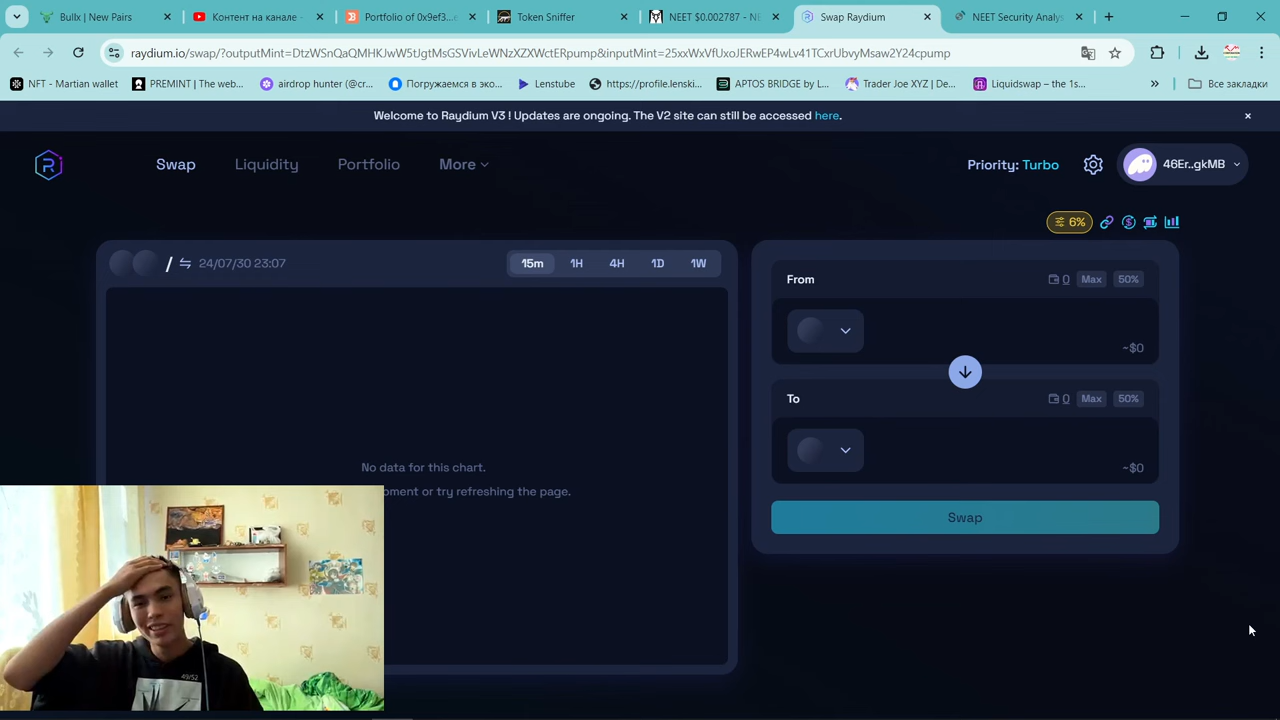 Bullx | New Pairs
Контент на канале -
Portfolio of 0x9ef3...
Token Sniffer
NEET $0.002787 - NE
Swap Raydium
NEET Security Analys
raydium.io/swap/?outputMint=DtzWSnQaQMHKJwW5tJgtMsGSVivLeWNzXZXWctERpump&inputMint=25xxWxVfUxoJERwEP4wLv41TCxrUbvyMsaw2Y24cpump
NFT - Martian wallet
PREMINT | The web...
airdrop hunter (@cr...
Погружаемся в эко...
Lenstube
https://profile.lenski...
APTOS BRIDGE by L...
Trader Joe XYZ | De...
Liquidswap – the 1s...
Все закладки
Welcome to Raydium V3 ! Updates are ongoing. The V2 site can still be accessed here.
Swap
Liquidity
Portfolio
More
Priority: Turbo
46Er..gkMB
6%
/
24/07/30 23:07
15m
1H
4H
1D
1W
From
0
Max
50%
~$0
To
0
Max
50%
~$0
Swap
No data for this chart.
oment or try refreshing the page.
49/52